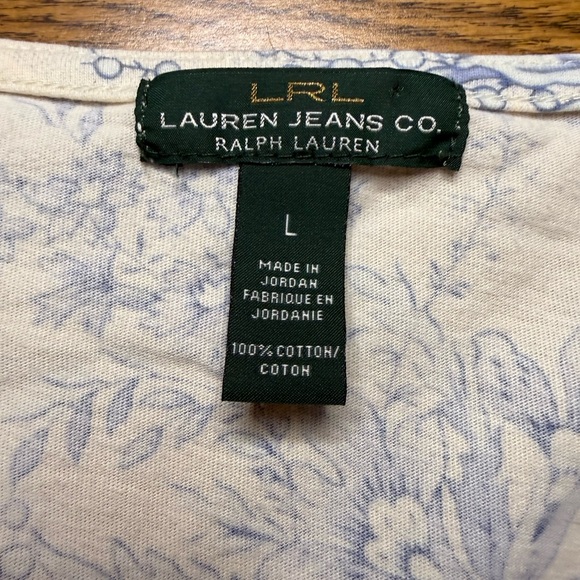 LRL
LAUREN JEANS CO.
RALPH LAUREN
L
MADE IN
JORDAN
FABRIQUE EN
JORDANIE
100% COTTON/
COTON